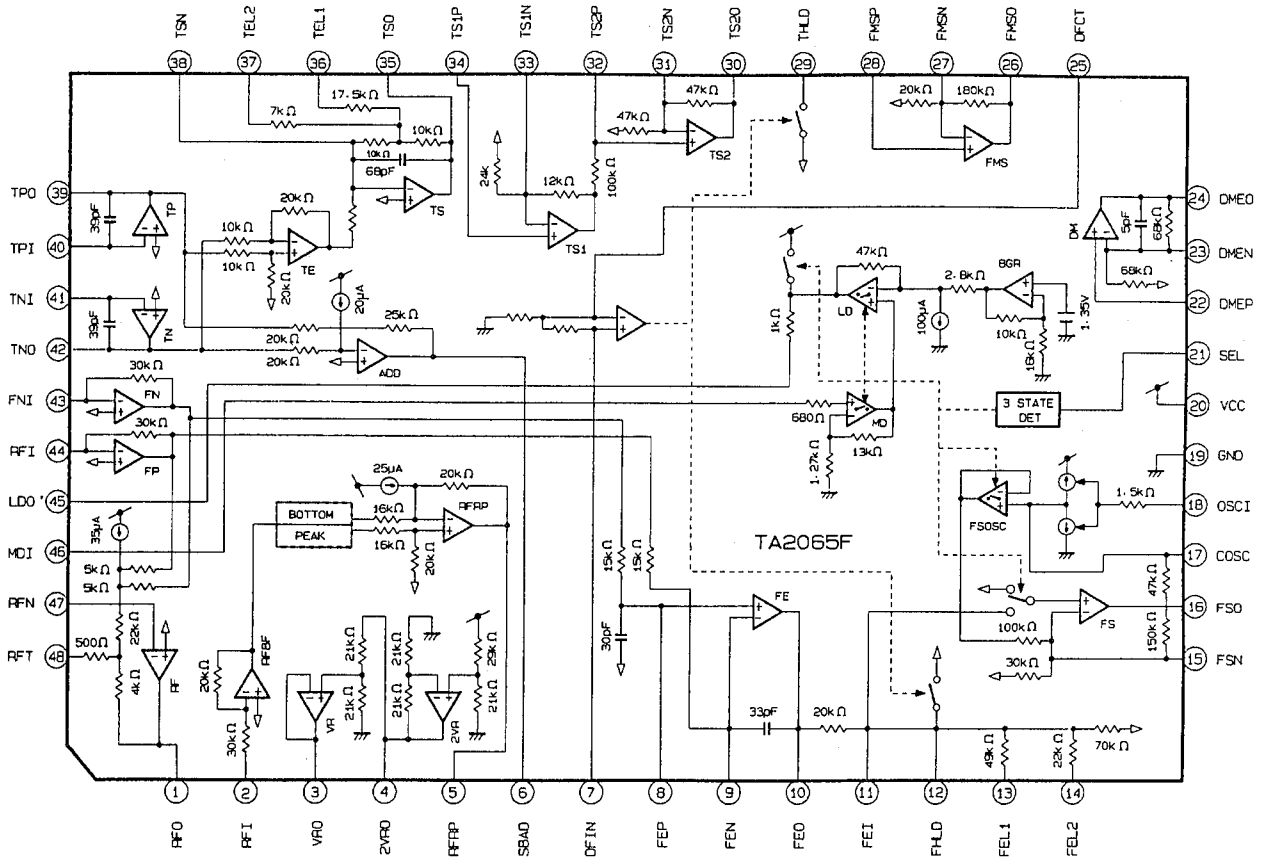 TSN
TEL2
TEL1
TSO
TS1P
TS1N
TS2P
TS2N
TS2O
THLD
FMSP
FMSN
FMSO
DFCT
38
37
36
35
34
33
32
31
30
29
28
27
26
25
17.5kΩ
7kΩ
10kΩ
10kΩ
68pF
TS
24k
12kΩ
100kΩ
TS1
47kΩ
47kΩ
TS2
20kΩ
180kΩ
FMS
TPO 39
39pF
TP
TPI 40
TNI 41
39pF
TN
TNO 42
10kΩ
20kΩ
10kΩ
20kΩ
TE
20µA
25kΩ
20kΩ
20kΩ
ADD
24 DMEO
DM
5pF
68kΩ
23 DMEN
68kΩ
22 DMEP
47kΩ
LD
1kΩ
2.8kΩ
BGR
100µA
10kΩ
16kΩ
1.35V
21 SEL
3 STATE
DET
20 VCC
19 GND
FNI 43
30kΩ
FN
RFI 44
30kΩ
FP
LDO' 45
MDI 46
35µA
5kΩ
5kΩ
RFN 47
RFT 48
500Ω
22kΩ
4kΩ
RF
680Ω
MD
13kΩ
1.27kΩ
25µA
20kΩ
BOTTOM
PEAK
16kΩ
16kΩ
20kΩ
RFRP
TA2065F
FSOSC
1.5kΩ
18 OSCI
17 COSC
47kΩ
150kΩ
16 FSO
FS
100kΩ
30kΩ
15 FSN
15kΩ
15kΩ
30pF
FE
33pF
20kΩ
49kΩ
22kΩ
70kΩ
RFBF
20kΩ
30kΩ
21kΩ
21kΩ
VR
21kΩ
21kΩ
29kΩ
21kΩ
2VR
1
2
3
4
5
6
7
8
9
10
11
12
13
14
RFO
RFI
VRO
2VRO
RFRP
SBAD
DFIN
FEP
FEN
FEO
FEI
FHLD
FEL1
FEL2